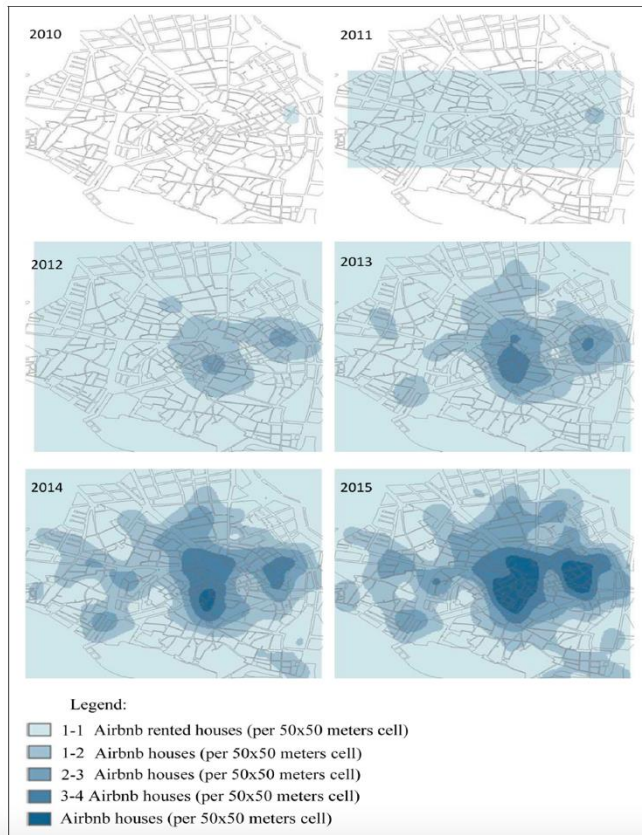 2010
2011
2012
2013
2014
2015
Legend:
1-1 Airbnb rented houses (per 50x50 meters cell)
1-2 Airbnb houses (per 50x50 meters cell)
2-3 Airbnb houses (per 50x50 meters cell)
3-4 Airbnb houses (per 50x50 meters cell)
Airbnb houses (per 50x50 meters cell)